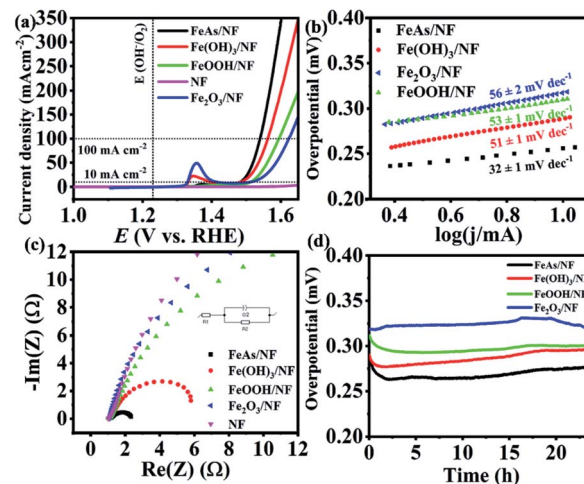 (a)
FeAs/NF
Fe(OH)3/NF
FeOOH/NF
NF
Fe2O3/NF
E (OH-/O2)
100 mA cm-2
10 mA cm-2
Current density (mAcm-2)
350
300
250
200
150
100
50
0
1.0 1.2 1.4 1.6
E (V vs. RHE)
(b)
FeAs/NF
Fe(OH)3/NF
Fe2O3/NF
FeOOH/NF
56 ± 2 mV dec-1
53 ± 1 mV dec-1
51 ± 1 mV dec-1
32 ± 1 mV dec-1
Overpotential (mV)
0.40
0.35
0.30
0.25
0.20
0.4 0.6 0.8 1.0
log(j/mA)
(c)
R1
R2
FeAs/NF
Fe(OH)3/NF
FeOOH/NF
Fe2O3/NF
NF
-Im(Z) (Ω)
12
10
8
6
4
2
0
0 2 4 6 8 10 12
Re(Z) (Ω)
(d)
FeAs/NF
Fe(OH)3/NF
FeOOH/NF
Fe2O3/NF
Overpotential (mV)
0.40
0.35
0.30
0.25
0.20
0 5 10 15 20
Time (h)